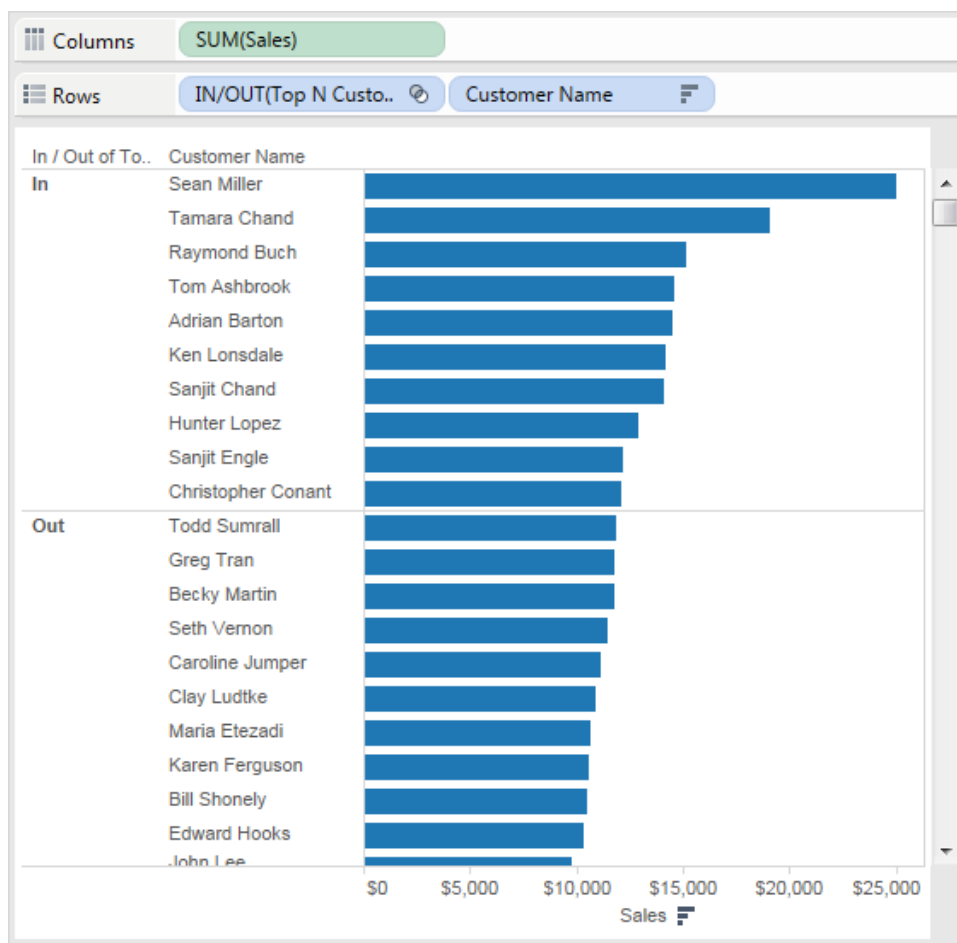 Columns SUM(Sales)
Rows IN/OUT(Top N Custo.. Customer Name
In / Out of To.. Customer Name
In Sean Miller
Tamara Chand
Raymond Buch
Tom Ashbrook
Adrian Barton
Ken Lonsdale
Sanjit Chand
Hunter Lopez
Sanjit Engle
Christopher Conant
Out Todd Sumrall
Greg Tran
Becky Martin
Seth Vernon
Caroline Jumper
Clay Ludtke
Maria Etezadi
Karen Ferguson
Bill Shonely
Edward Hooks
John Lee
$0 $5,000 $10,000 $15,000 $20,000 $25,000
Sales